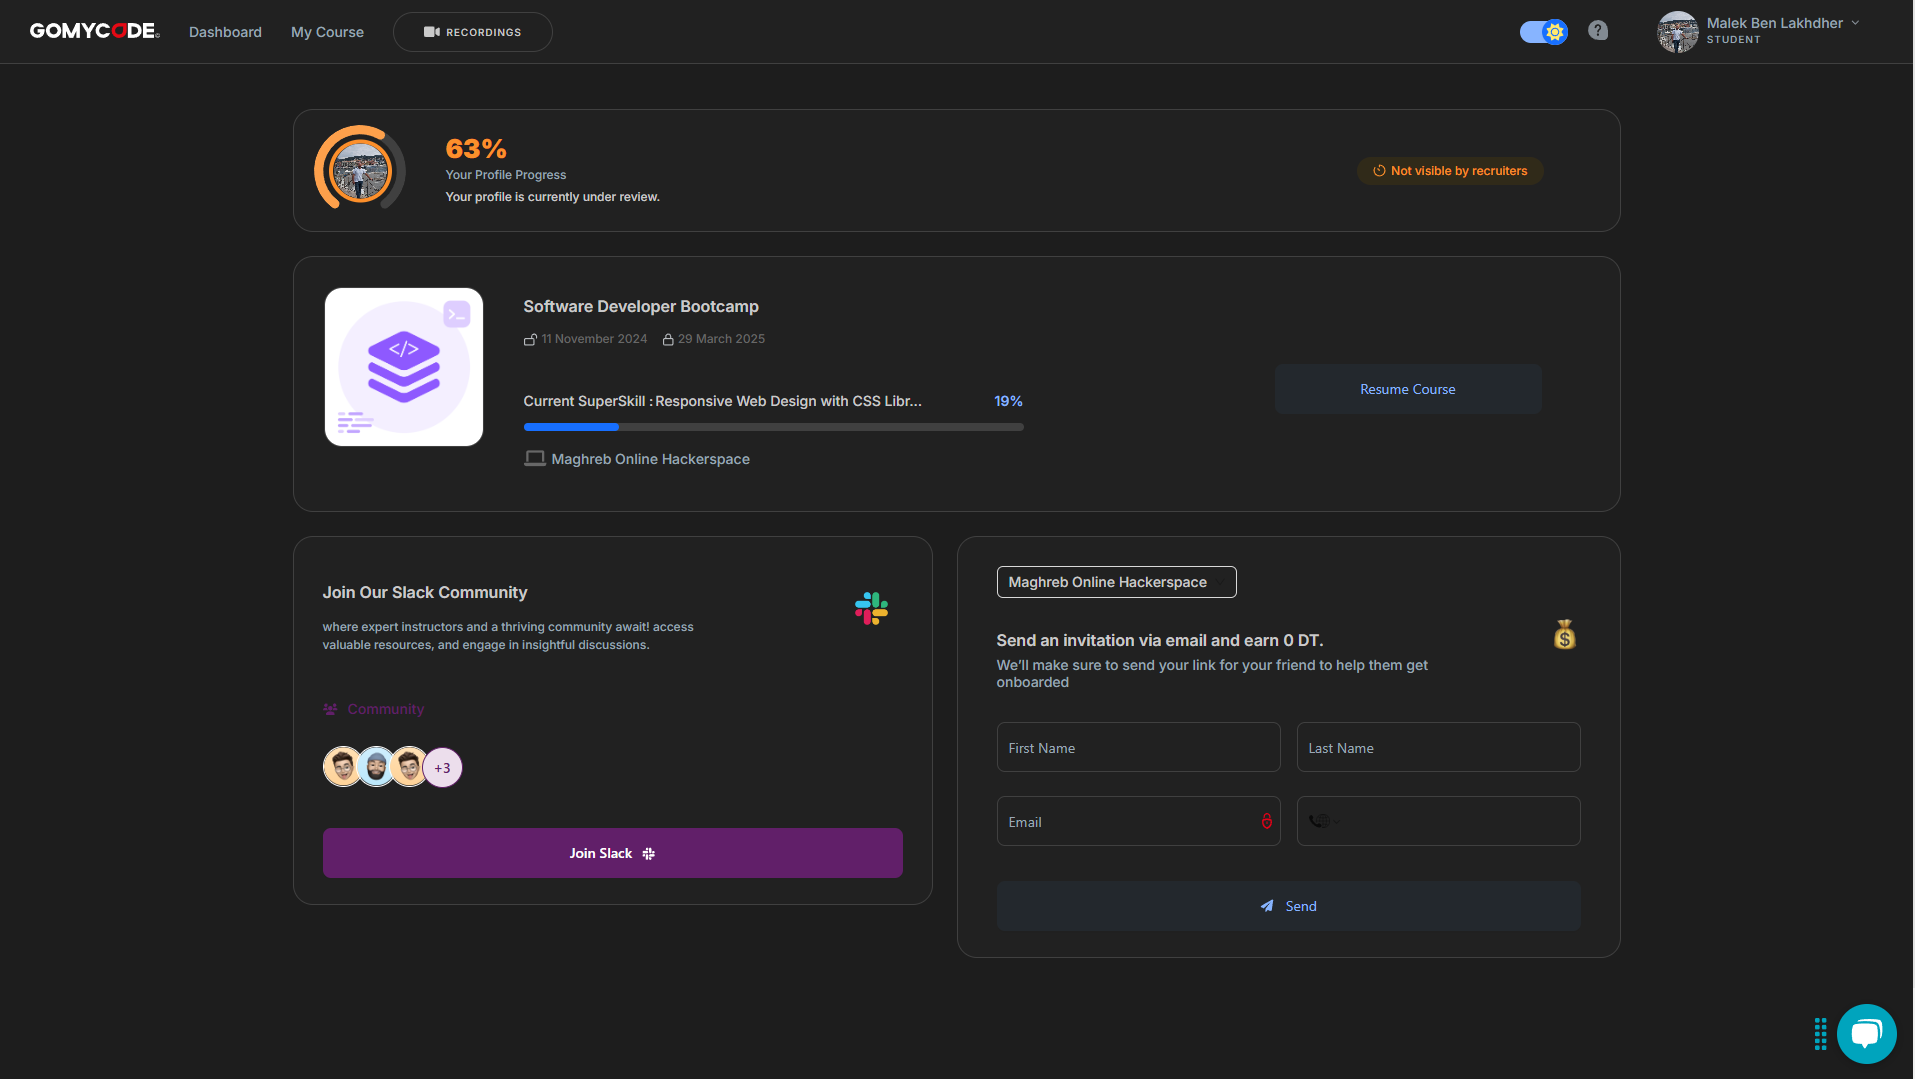 GOMYCODE
Dashboard
My Course
RECORDINGS
?
Malek Ben Lakhdher
STUDENT
63%
Your Profile Progress
Your profile is currently under review.
Not visible by recruiters
Software Developer Bootcamp
11 November 2024
29 March 2025
Current SuperSkill : Responsive Web Design with CSS Libr...
19%
Maghreb Online Hackerspace
Resume Course
Join Our Slack Community
where expert instructors and a thriving community await! access
valuable resources, and engage in insightful discussions.
Community
+3
Join Slack
Maghreb Online Hackerspace
Send an invitation via email and earn 0 DT.
We'll make sure to send your link for your friend to help them get
onboarded
First Name
Last Name
Email
Send